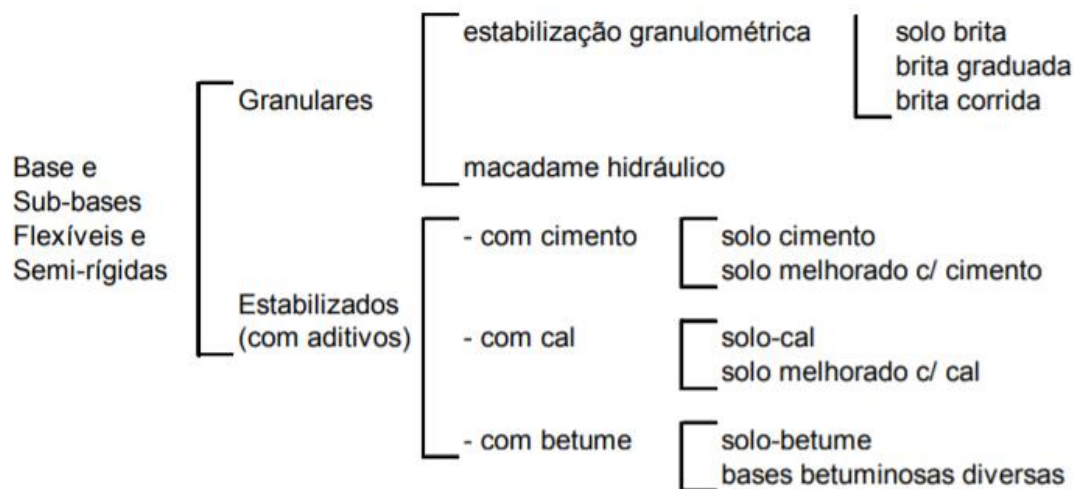 Base e
Sub-bases
Flexíveis e
Semi-rígidas
Granulares
estabilização granulométrica
solo brita
brita graduada
brita corrida
macadame hidráulico
Estabilizados
(com aditivos)
- com cimento
solo cimento
solo melhorado c/ cimento
- com cal
solo-cal
solo melhorado c/ cal
- com betume
solo-betume
bases betuminosas diversas